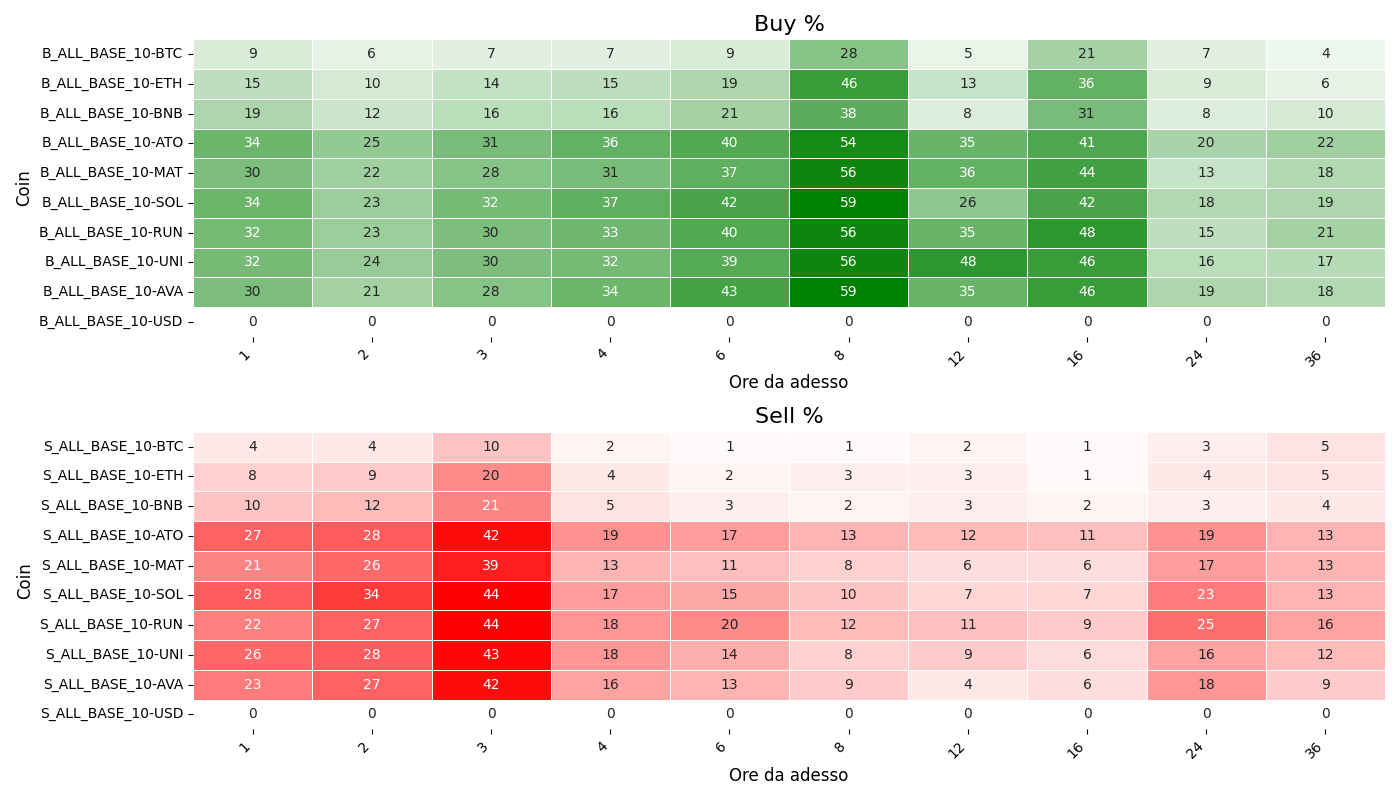 Buy %
Coin
B_ALL_BASE_10-BTC 9 6 7 7 9 28 5 21 7 4
B_ALL_BASE_10-ETH 15 10 14 15 19 46 13 36 9 6
B_ALL_BASE_10-BNB 19 12 16 16 21 38 8 31 8 10
B_ALL_BASE_10-ATO 34 25 31 36 40 54 35 41 20 22
B_ALL_BASE_10-MAT 30 22 28 31 37 56 36 44 13 18
B_ALL_BASE_10-SOL 34 23 32 37 42 59 26 42 18 19
B_ALL_BASE_10-RUN 32 23 30 33 40 56 35 48 15 21
B_ALL_BASE_10-UNI 32 24 30 32 39 56 48 46 16 17
B_ALL_BASE_10-AVA 30 21 28 34 43 59 35 46 19 18
B_ALL_BASE_10-USD 0 0 0 0 0 0 0 0 0 0
1 2 3 4 6 8 12 16 24 36
Ore da adesso
Sell %
Coin
S_ALL_BASE_10-BTC 4 4 10 2 1 1 2 1 3 5
S_ALL_BASE_10-ETH 8 9 20 4 2 3 3 1 4 5
S_ALL_BASE_10-BNB 10 12 21 5 3 2 3 2 3 4
S_ALL_BASE_10-ATO 27 28 42 19 17 13 12 11 19 13
S_ALL_BASE_10-MAT 21 26 39 13 11 8 6 6 17 13
S_ALL_BASE_10-SOL 28 34 44 17 15 10 7 7 23 13
S_ALL_BASE_10-RUN 22 27 44 18 20 12 11 9 25 16
S_ALL_BASE_10-UNI 26 28 43 18 14 8 9 6 16 12
S_ALL_BASE_10-AVA 23 27 42 16 13 9 4 6 18 9
S_ALL_BASE_10-USD 0 0 0 0 0 0 0 0 0 0
1 2 3 4 6 8 12 16 24 36
Ore da adesso